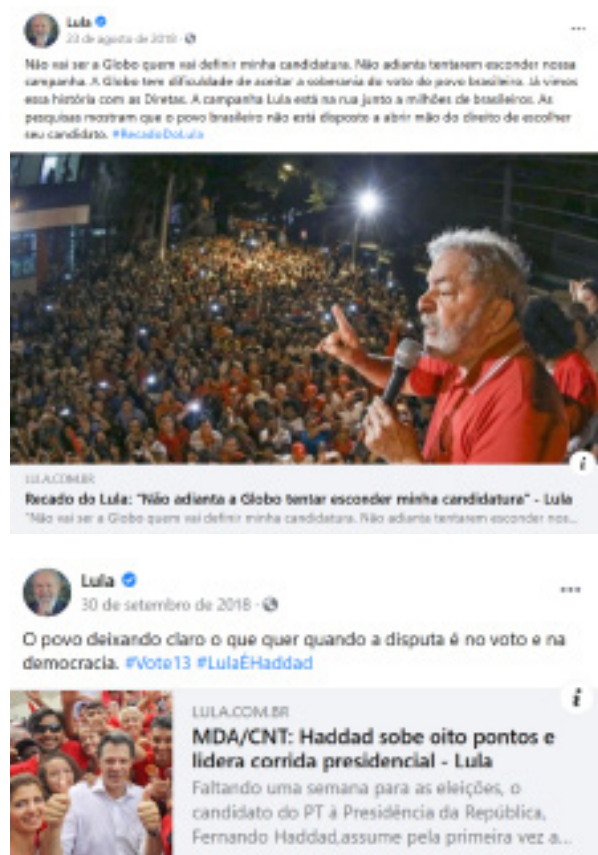 Lula
23 de agosto de 2018 ·
Não vai ser a Globo quem vai definir minha candidatura. Não adianta tentarem esconder nossa
campanha. A Globo tem dificuldade de aceitar a soberania do voto do povo brasileiro. Já vimos
essa história com as Diretas. A campanha Lula está na rua junto a milhões de brasileiros. As
pesquisas mostram que o povo brasileiro não está disposto a abrir mão do direito de escolher
seu candidato. #RecadoDoLula
LULA.COM.BR
Recado do Lula: "Não adianta a Globo tentar esconder minha candidatura" - Lula
"Não vai ser a Globo quem vai definir minha candidatura. Não adianta tentarem esconder nos...
Lula
30 de setembro de 2018 ·
O povo deixando claro o que quer quando a disputa é no voto e na
democracia. #Vote13 #LulaÉHaddad
LULA.COM.BR
MDA/CNT: Haddad sobe oito pontos e
lidera corrida presidencial - Lula
Faltando uma semana para as eleições, o
candidato do PT à Presidência da República,
Fernando Haddad,assume pela primeira vez a...